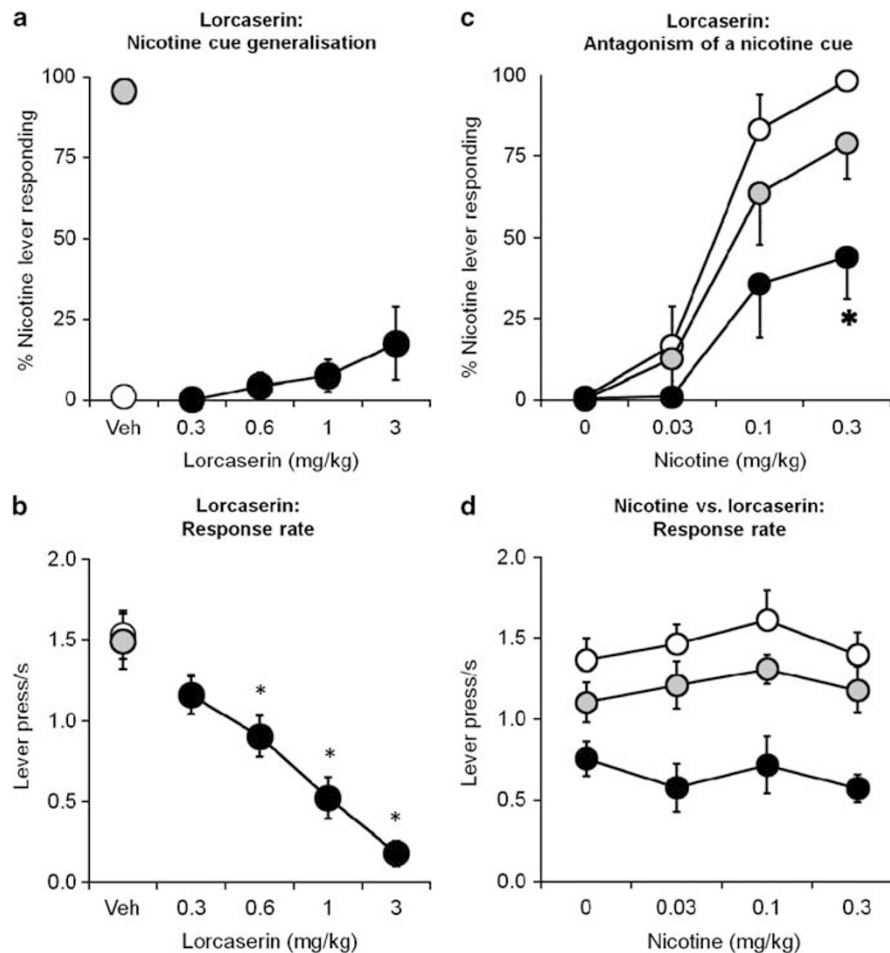 a
Lorcaserin:
Nicotine cue generalisation
% Nicotine lever responding
100
75
50
25
0
Veh 0.3 0.6 1 3
Lorcaserin (mg/kg)
b
Lorcaserin:
Response rate
Lever press/s
2.0
1.5
1.0
0.5
0.0
*
*
*
Veh 0.3 0.6 1 3
Lorcaserin (mg/kg)
c
Lorcaserin:
Antagonism of a nicotine cue
% Nicotine lever responding
100
75
50
25
0
*
0 0.03 0.1 0.3
Nicotine (mg/kg)
d
Nicotine vs. lorcaserin:
Response rate
Lever press/s
2.0
1.5
1.0
0.5
0.0
0 0.03 0.1 0.3
Nicotine (mg/kg)